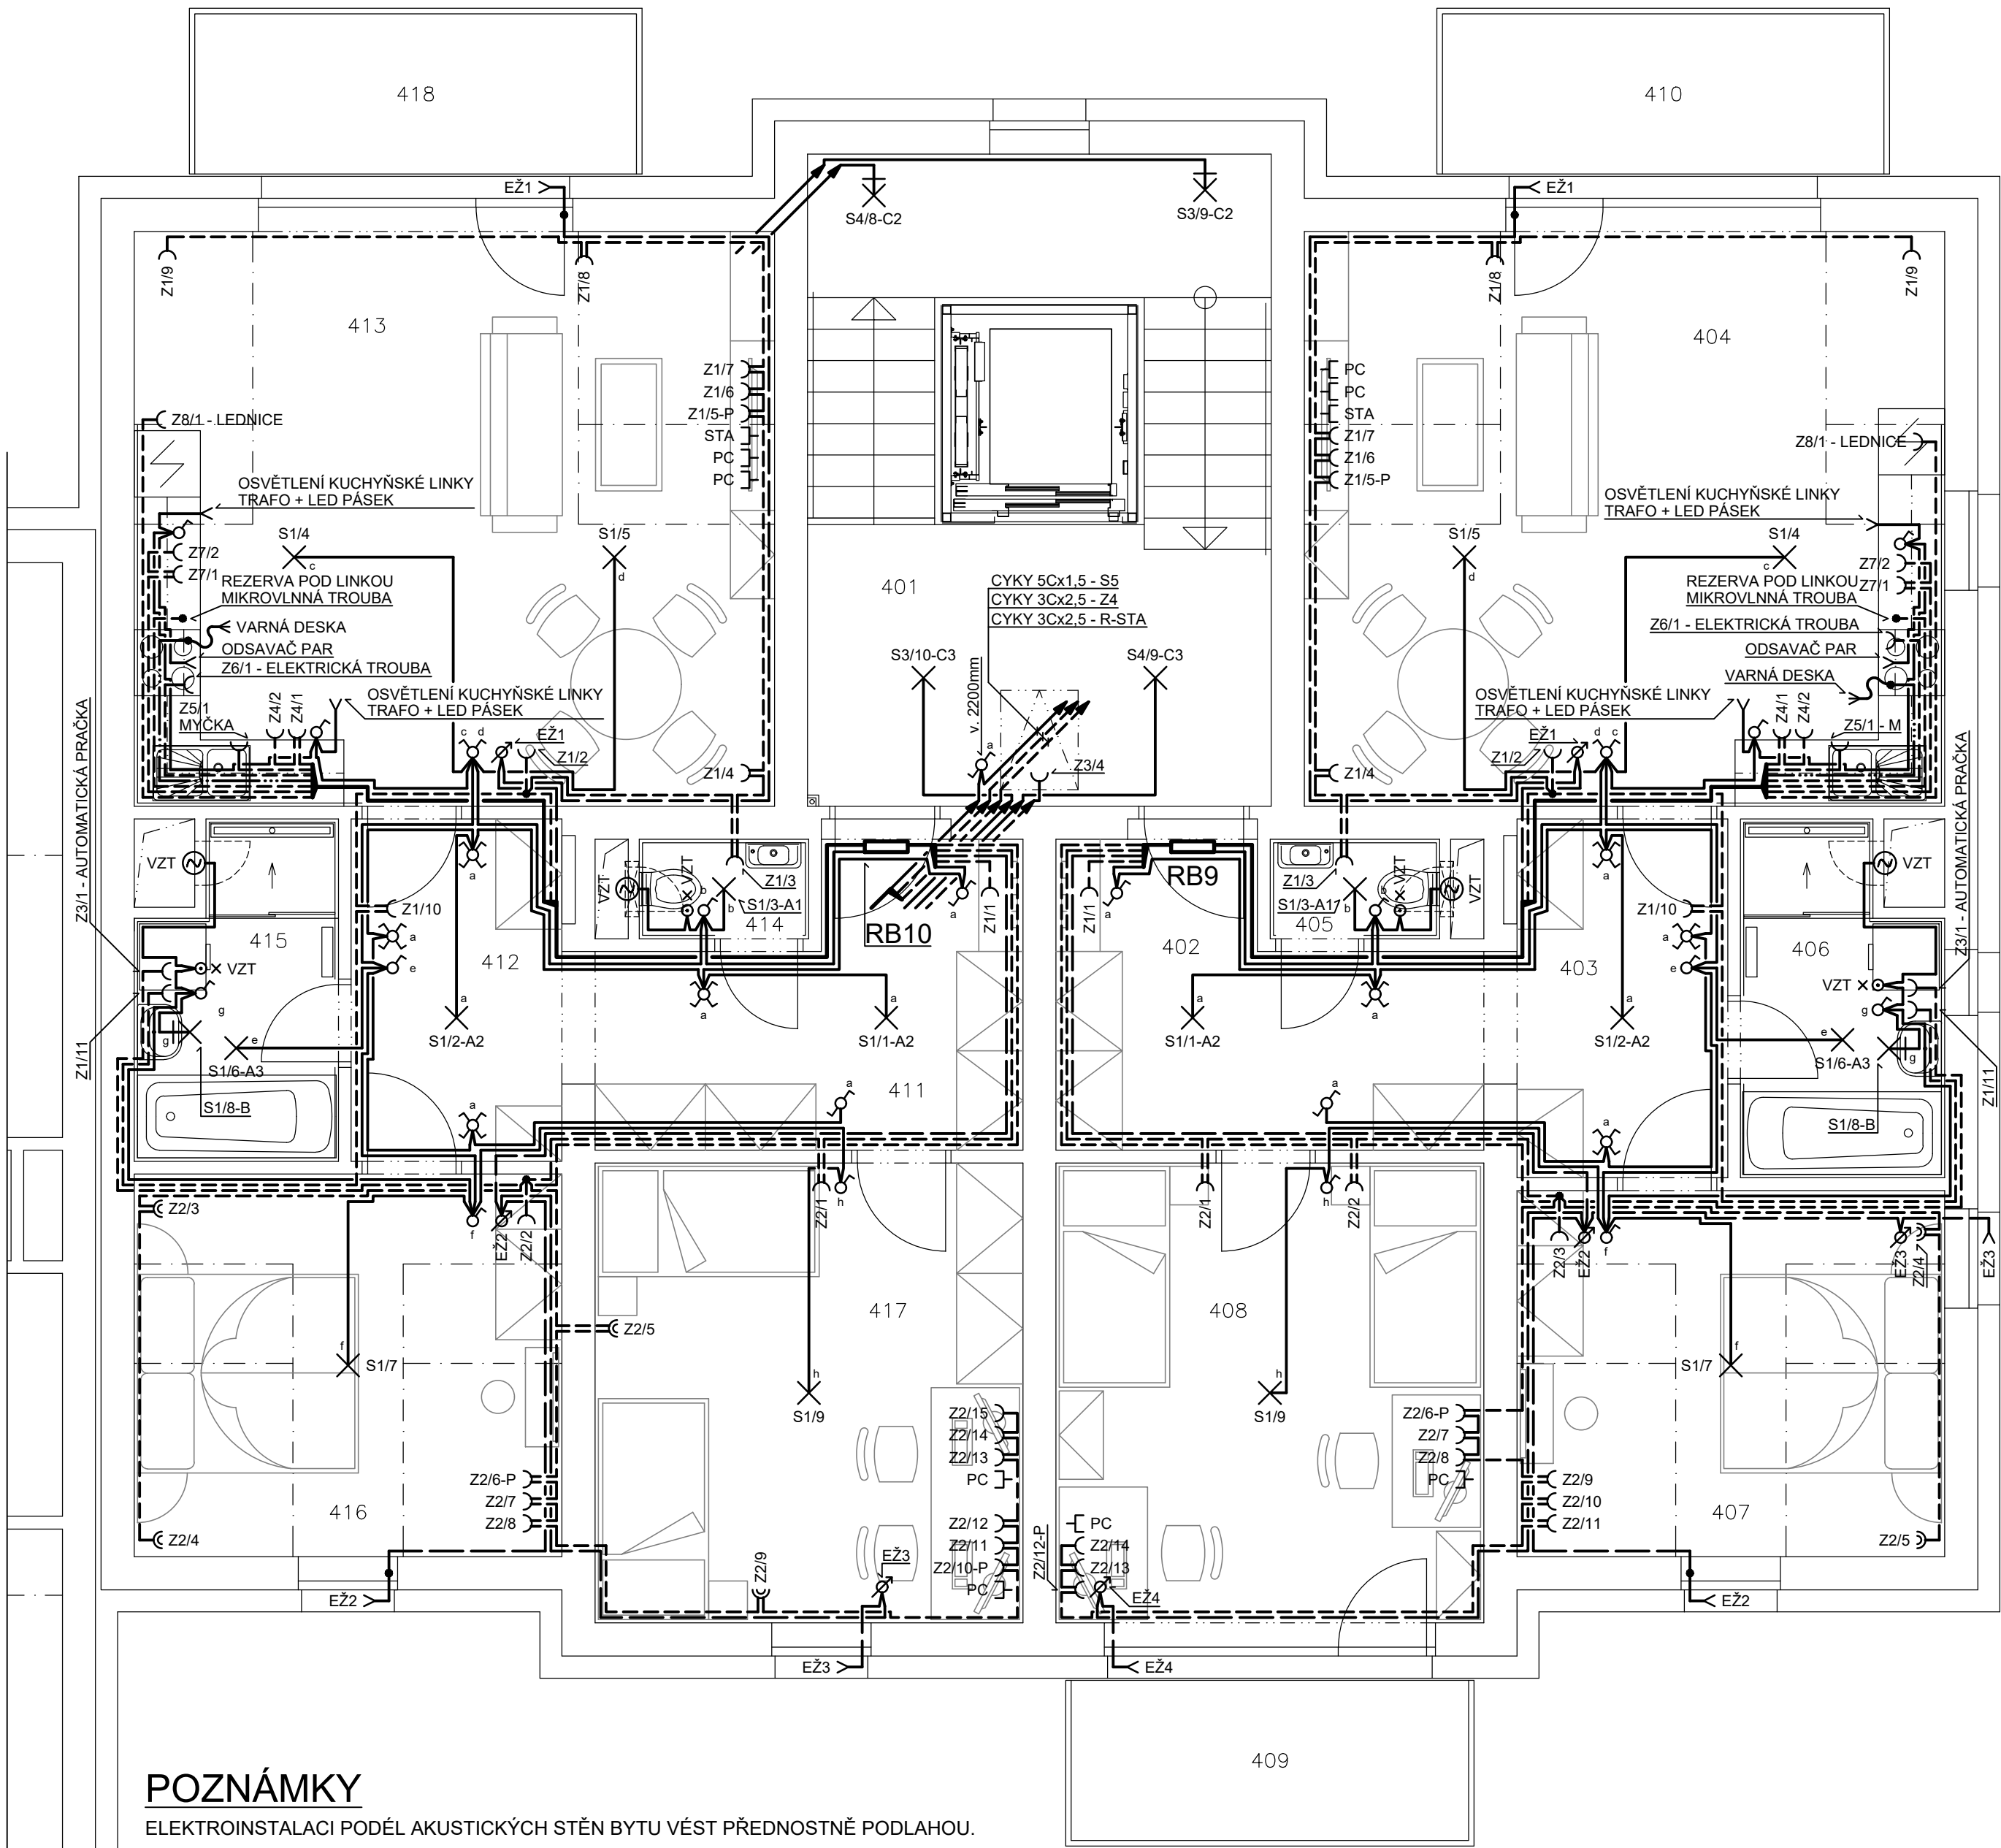 418
410
EŽ1
S4/8-C2
S3/9-C2
EŽ1
Z1/9
Z1/8
Z1/8
Z1/9
413
404
Z1/7
Z1/6
Z1/5-P
STA
PC
PC
PC
PC
STA
Z1/7
Z1/6
Z1/5-P
Z8/1 - LEDNICE
Z8/1 - LEDNICE
OSVĚTLENÍ KUCHYŇSKÉ LINKY
TRAFO + LED PÁSEK
OSVĚTLENÍ KUCHYŇSKÉ LINKY
TRAFO + LED PÁSEK
S1/4
c
S1/5
d
S1/5
d
S1/4
c
Z7/2
Z7/1
Z7/2
Z7/1
REZERVA POD LINKOU
MIKROVLNNÁ TROUBA
REZERVA POD LINKOU
MIKROVLNNÁ TROUBA
401
CYKY 5Cx1,5 - S5
CYKY 3Cx2,5 - Z4
CYKY 3Cx2,5 - R-STA
VARNÁ DESKA
ODSAVAČ PAR
Z6/1 - ELEKTRICKÁ TROUBA
Z6/1 - ELEKTRICKÁ TROUBA
ODSAVAČ PAR
VARNÁ DESKA
S3/10-C3
S4/9-C3
v. 2200mm
a
Z3/4
OSVĚTLENÍ KUCHYŇSKÉ LINKY
TRAFO + LED PÁSEK
OSVĚTLENÍ KUCHYŇSKÉ LINKY
TRAFO + LED PÁSEK
Z5/1
MYČKA
Z4/2
Z4/1
c
d
EŽ1
Z1/2
Z1/4
Z1/4
Z1/2
EŽ1
d
c
Z4/1
Z4/2
Z5/1 - M
Z3/1 - AUTOMATICKÁ PRAČKA
Z3/1 - AUTOMATICKÁ PRAČKA
VZT
a
VZT
VZT
b
b
Z1/3
S1/3-A1
414
RB10
a
Z1/1
Z1/1
a
RB9
Z1/3
S1/3-A1
405
b
b
VZT
VZT
a
VZT
415
Z1/10
a
e
412
402
403
Z1/10
a
e
406
VZT
g
VZT
g
g
S1/6-A3
e
S1/8-B
Z1/11
S1/2-A2
a
a
S1/1-A2
a
S1/1-A2
a
a
S1/2-A2
a
S1/6-A3
e
g
S1/8-B
Z1/11
411
a
a
a
a
Z2/3
f
EŽ2
Z2/2
Z2/1
h
Z2/1
h
Z2/2
Z2/3
EŽ2
f
EŽ3
Z2/4
EŽ3
417
408
Z2/5
S1/7
f
S1/9
h
S1/9
h
S1/7
f
Z2/15
Z2/14
Z2/13
PC
Z2/12
Z2/11
Z2/10-P
PC
Z2/6-P
Z2/7
Z2/8
PC
Z2/6-P
Z2/7
Z2/8
Z2/9
Z2/10
Z2/11
416
407
Z2/4
Z2/9
EŽ3
Z2/12-P
PC
Z2/14
Z2/13
EŽ4
Z2/5
EŽ2
EŽ2
EŽ3
EŽ4
409
POZNÁMKY
ELEKTROINSTALACI PODÉL AKUSTICKÝCH STĚN BYTU VÉST PŘEDNOSTNĚ PODLAHOU.